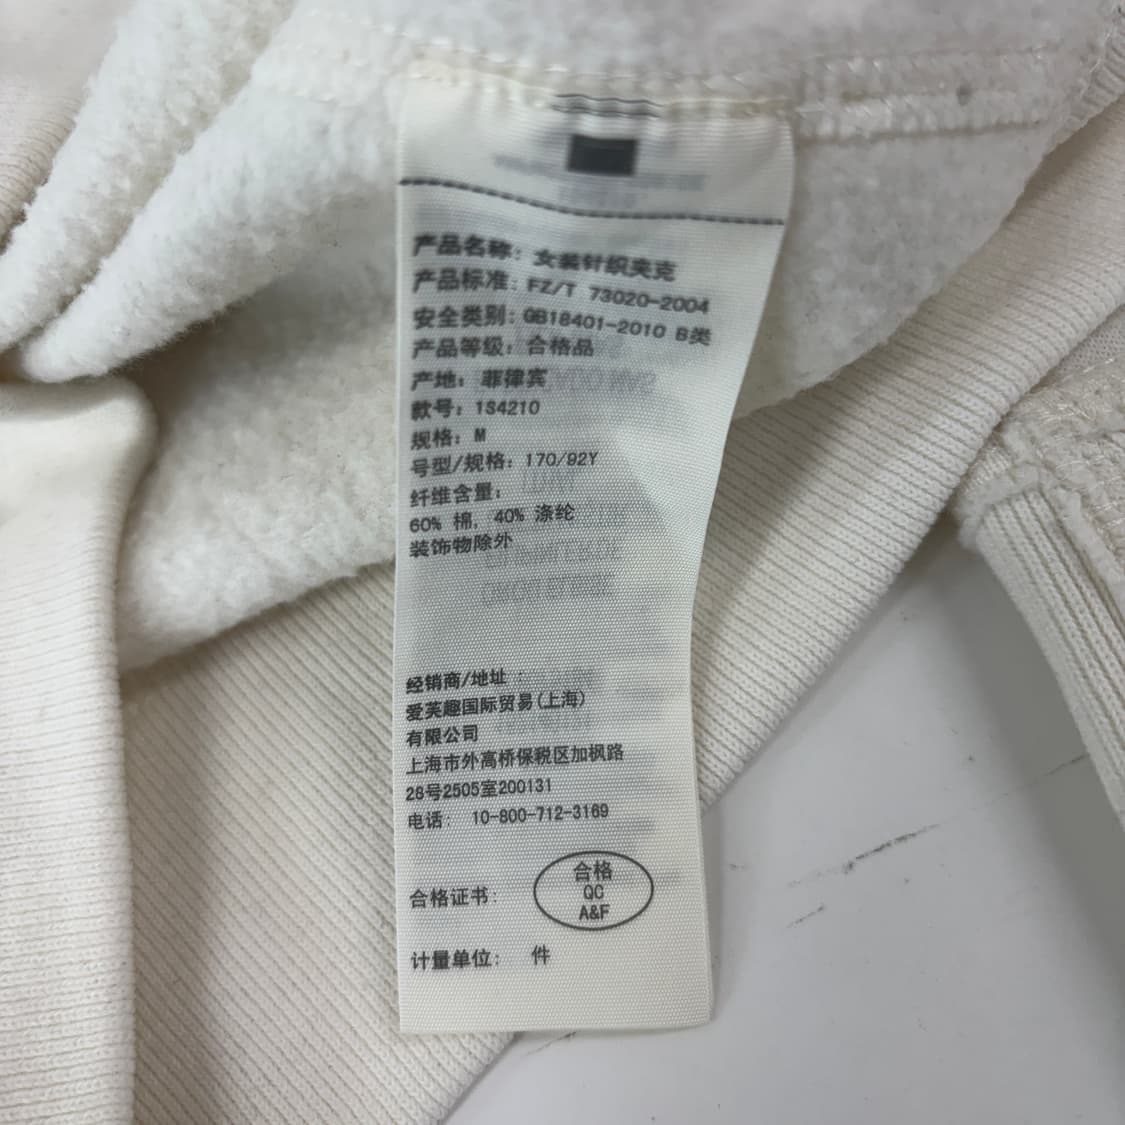 产品名称: 女装针织夹克
产品标准: FZ/T 73020-2004
安全类别: GB18401-2010 B类
产品等级: 合格品
产地: 菲律宾
款号: 1S4210
规格: M
号型/规格: 170/92Y
纤维含量:
60% 棉, 40% 涤纶
装饰物除外
经销商/地址 :
爱芙趣国际贸易(上海)
有限公司
上海市外高桥保税区加枫路
28号2505室200131
电话: 10-800-712-3169
合格
QC
A&F
合格证书:
计量单位: 件